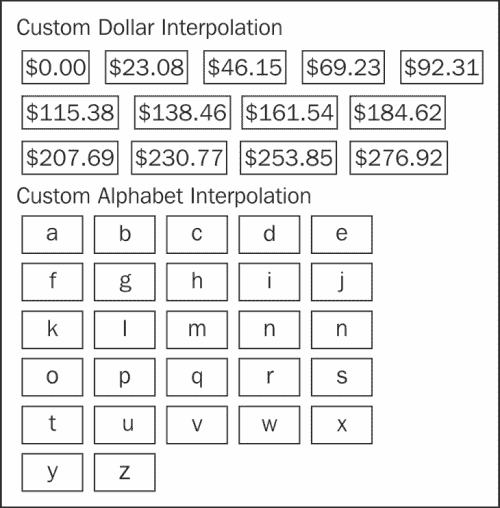 Custom Dollar Interpolation
$0.00 $23.08 $46.15 $69.23 $92.31
$115.38 $138.46 $161.54 $184.62
$207.69 $230.77 $253.85 $276.92
Custom Alphabet Interpolation
a b c d e
f g h i j
k l m n n
o p q r s
t u v w x
y z